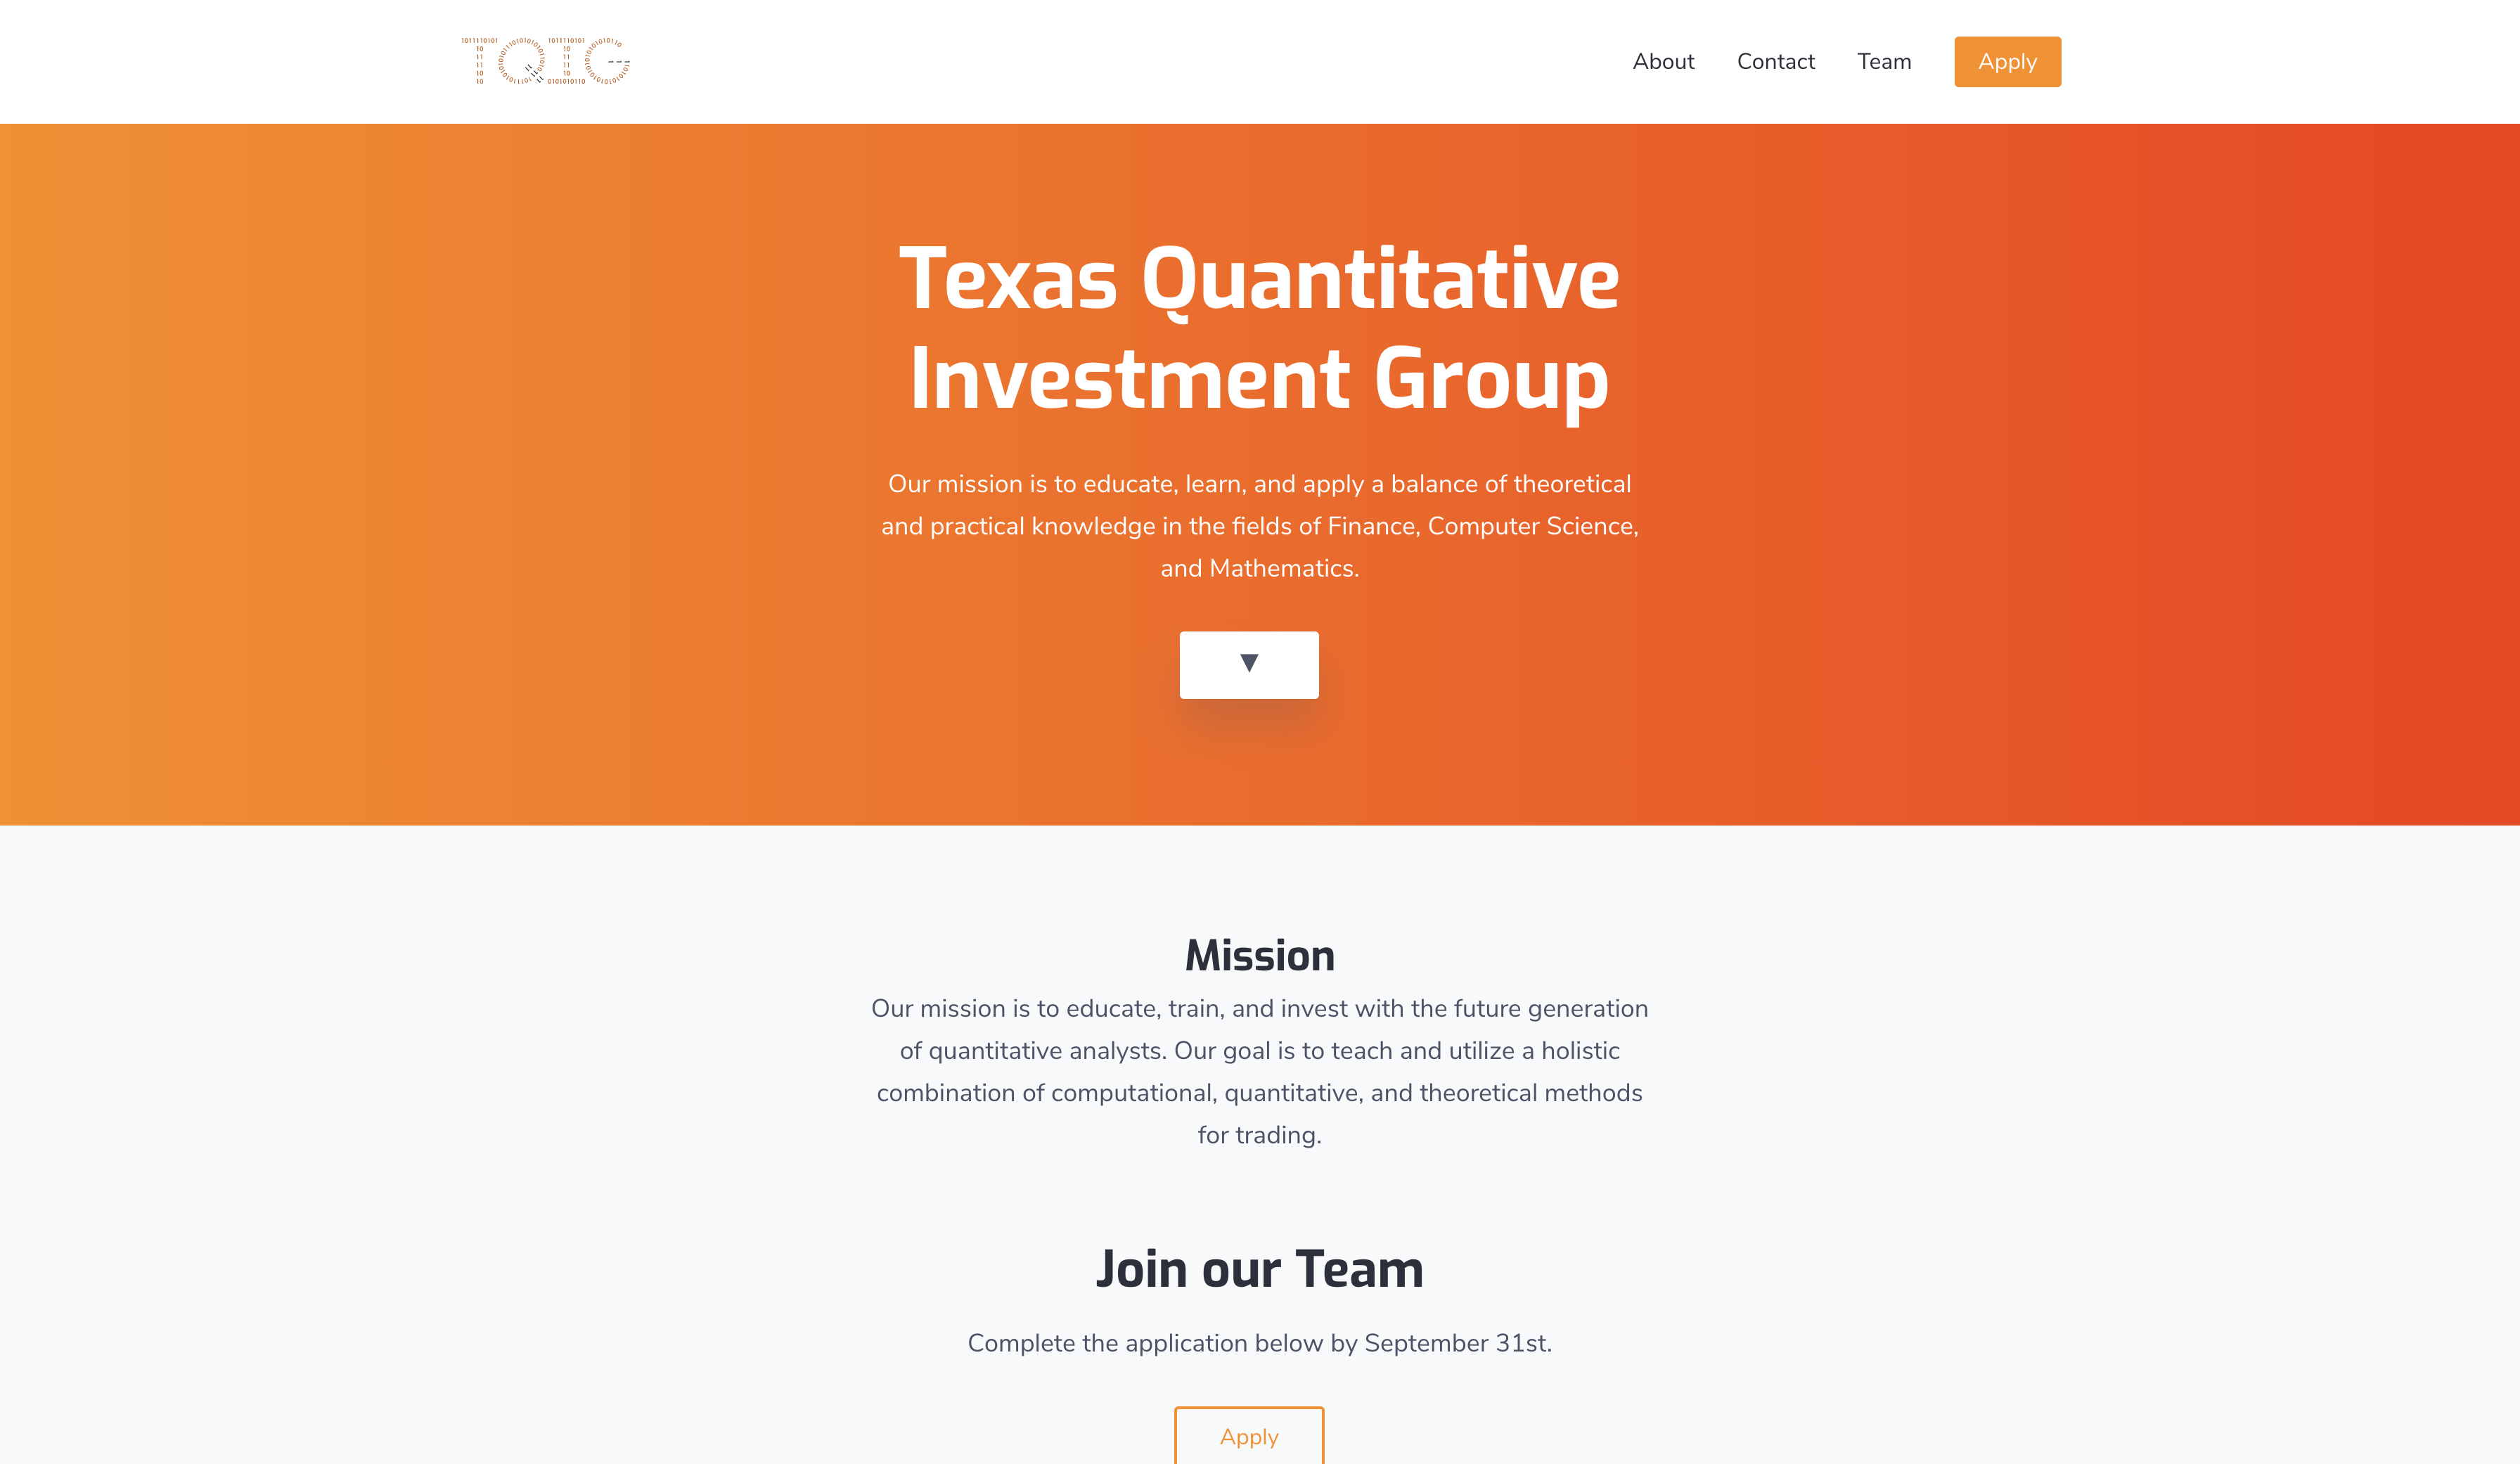 TQIG
About Contact Team Apply
Texas Quantitative
Investment Group
Our mission is to educate, learn, and apply a balance of theoretical
and practical knowledge in the fields of Finance, Computer Science,
and Mathematics.
Mission
Our mission is to educate, train, and invest with the future generation
of quantitative analysts. Our goal is to teach and utilize a holistic
combination of computational, quantitative, and theoretical methods
for trading.
Join our Team
Complete the application below by September 31st.
Apply